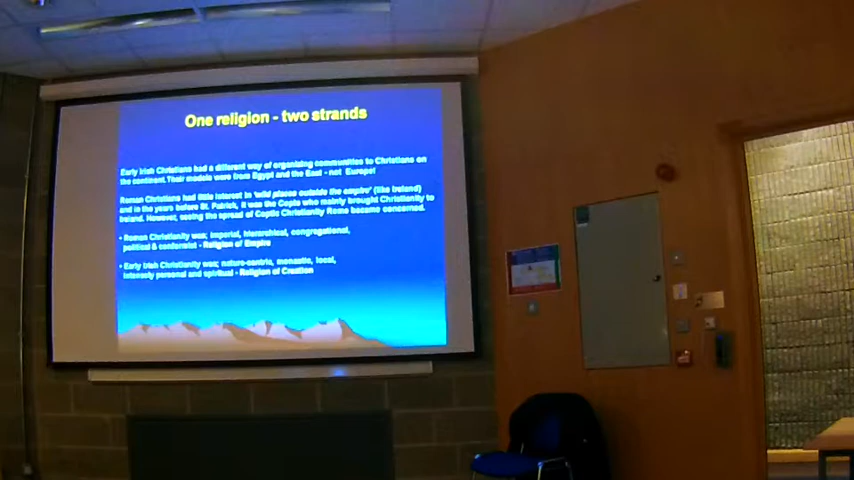 One religion - two strands
Early Irish Christians had a different way of organising communities to Christians on
the continent. Their models were from Egypt and the East - not Europe!
Roman Christians had little interest in 'wild places outside the empire' (like Ireland)
and in the years before St. Patrick, it was the Copts who mainly brought Christianity to
Ireland. However, seeing the spread of Coptic Christianity Rome became concerned.
• Roman Christianity was; imperial, hierarchical, congregational,
political & conformist - Religion of Empire
• Early Irish Christianity was; nature-centric, monastic, local,
intensely personal and spiritual - Religion of Creation